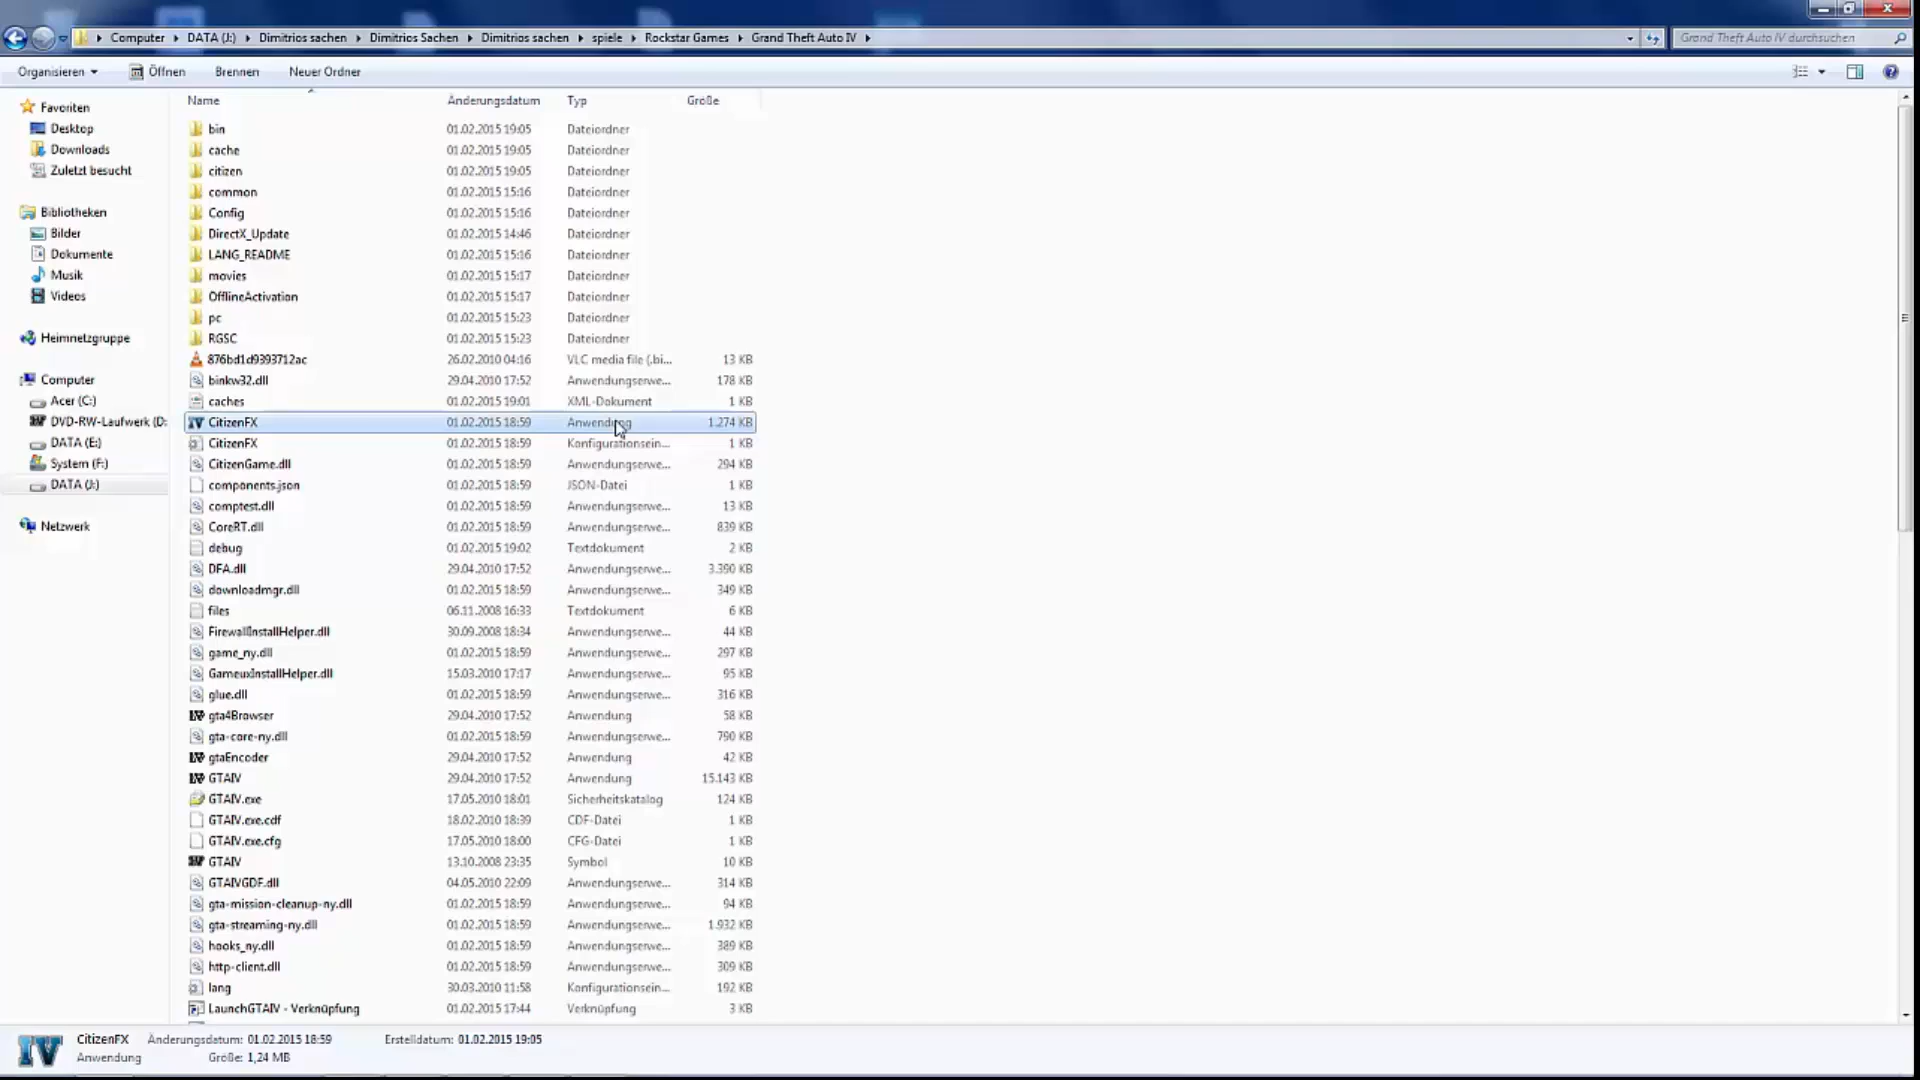 Computer Dimitrios sachen Dimitrios Sachen Dimitrios sachen spiele Rockstar Games Grand Theft Auto IV Grand Theft Auto IV durchsuchen
Organisieren Öffnen Brennen Neuer Ordner
Name Änderungsdatum Typ Größe
Favoriten
Desktop
Downloads
Zuletzt besucht
Bibliotheken
Bilder
Dokumente
Musik
Videos
Heimnetzgruppe
Computer
Acer (C:)
DVD-RW-Laufwerk (D:
DATA (E:)
System (F:)
DATA (J:)
Netzwerk
bin 01.02.2015 19:05 Dateiordner
cache 01.02.2015 19:05 Dateiordner
citizen 01.02.2015 19:05 Dateiordner
common 01.02.2015 15:16 Dateiordner
Config 01.02.2015 15:16 Dateiordner
DirectX_Update 01.02.2015 14:46 Dateiordner
LANG_README 01.02.2015 15:16 Dateiordner
movies 01.02.2015 15:17 Dateiordner
OfflineActivation 01.02.2015 15:17 Dateiordner
pc 01.02.2015 15:23 Dateiordner
RGSC 01.02.2015 15:23 Dateiordner
876bd1d9393712ac 26.02.2010 04:16 VLC media file (.bi... 13 KB
binkw32.dll 29.04.2010 17:52 Anwendungserwe... 178 KB
caches 01.02.2015 19:01 XML-Dokument 1 KB
CitizenFX 01.02.2015 18:59 Anwendung 1.274 KB
CitizenFX 01.02.2015 18:59 Konfigurationsein... 1 KB
CitizenGame.dll 01.02.2015 18:59 Anwendungserwe... 294 KB
components.json 01.02.2015 18:59 JSON-Datei 1 KB
comptest.dll 01.02.2015 18:59 Anwendungserwe... 13 KB
CoreRT.dll 01.02.2015 18:59 Anwendungserwe... 839 KB
debug 01.02.2015 19:02 Textdokument 2 KB
DFA.dll 29.04.2010 17:52 Anwendungserwe... 3.390 KB
downloadmgr.dll 01.02.2015 18:59 Anwendungserwe... 349 KB
files 06.11.2008 16:33 Textdokument 6 KB
FirewallInstallHelper.dll 30.09.2008 18:34 Anwendungserwe... 44 KB
game_ny.dll 01.02.2015 18:59 Anwendungserwe... 297 KB
GameuxInstallHelper.dll 15.03.2010 17:17 Anwendungserwe... 95 KB
glue.dll 01.02.2015 18:59 Anwendungserwe... 316 KB
gta4Browser 29.04.2010 17:52 Anwendung 58 KB
gta-core-ny.dll 01.02.2015 18:59 Anwendungserwe... 790 KB
gtaEncoder 29.04.2010 17:52 Anwendung 42 KB
GTAIV 29.04.2010 17:52 Anwendung 15.143 KB
GTAIV.exe 17.05.2010 18:01 Sicherheitskatalog 124 KB
GTAIV.exe.cdf 18.02.2010 18:39 CDF-Datei 1 KB
GTAIV.exe.cfg 17.05.2010 18:00 CFG-Datei 1 KB
GTAIV 13.10.2008 23:35 Symbol 10 KB
GTAIVGDF.dll 04.05.2010 22:09 Anwendungserwe... 314 KB
gta-mission-cleanup-ny.dll 01.02.2015 18:59 Anwendungserwe... 94 KB
gta-streaming-ny.dll 01.02.2015 18:59 Anwendungserwe... 1.932 KB
hooks_ny.dll 01.02.2015 18:59 Anwendungserwe... 389 KB
http-client.dll 01.02.2015 18:59 Anwendungserwe... 309 KB
lang 30.03.2010 11:58 Konfigurationsein... 192 KB
LaunchGTAIV - Verknüpfung 01.02.2015 17:44 Verknüpfung 3 KB
IV CitizenFX Änderungsdatum: 01.02.2015 18:59 Erstelldatum: 01.02.2015 19:05
Anwendung Größe: 1,24 MB